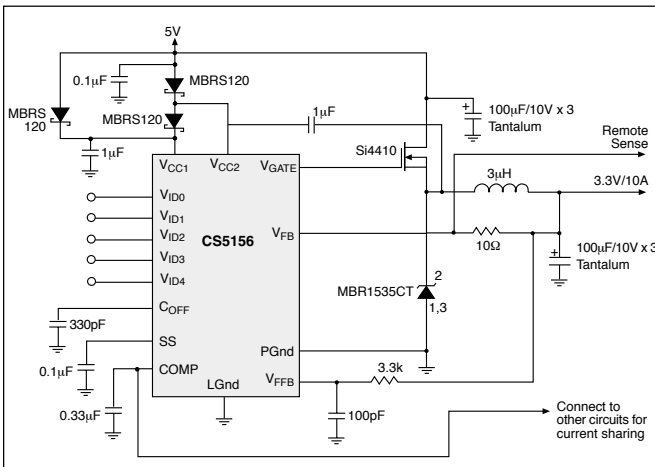 5V
0.1μF
MBRS120
MBRS
120
MBRS120
1μF
1μF
100μF/10V x 3
Tantalum
Remote
Sense
Si4410
3μH
3.3V/10A
VCC1
VCC2
VGATE
VID0
VID1
VID2
VID3
VID4
CS5156
VFB
10Ω
100μF/10V x 3
Tantalum
MBR1535CT
2
1,3
COFF
330pF
SS
0.1μF
COMP
0.33μF
LGnd
PGnd
VFFB
3.3k
100pF
Connect to
other circuits for
current sharing